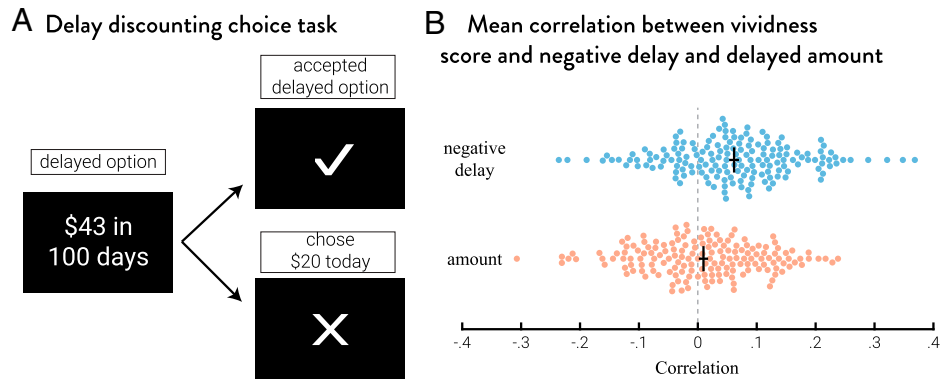 A Delay discounting choice task
delayed option
$43 in
100 days
accepted
delayed option
chose
$20 today
B Mean correlation between vividness
score and negative delay and delayed amount
negative
delay
amount
-.4 -.3 -.2 -.1 0 .1 .2 .3 .4
Correlation